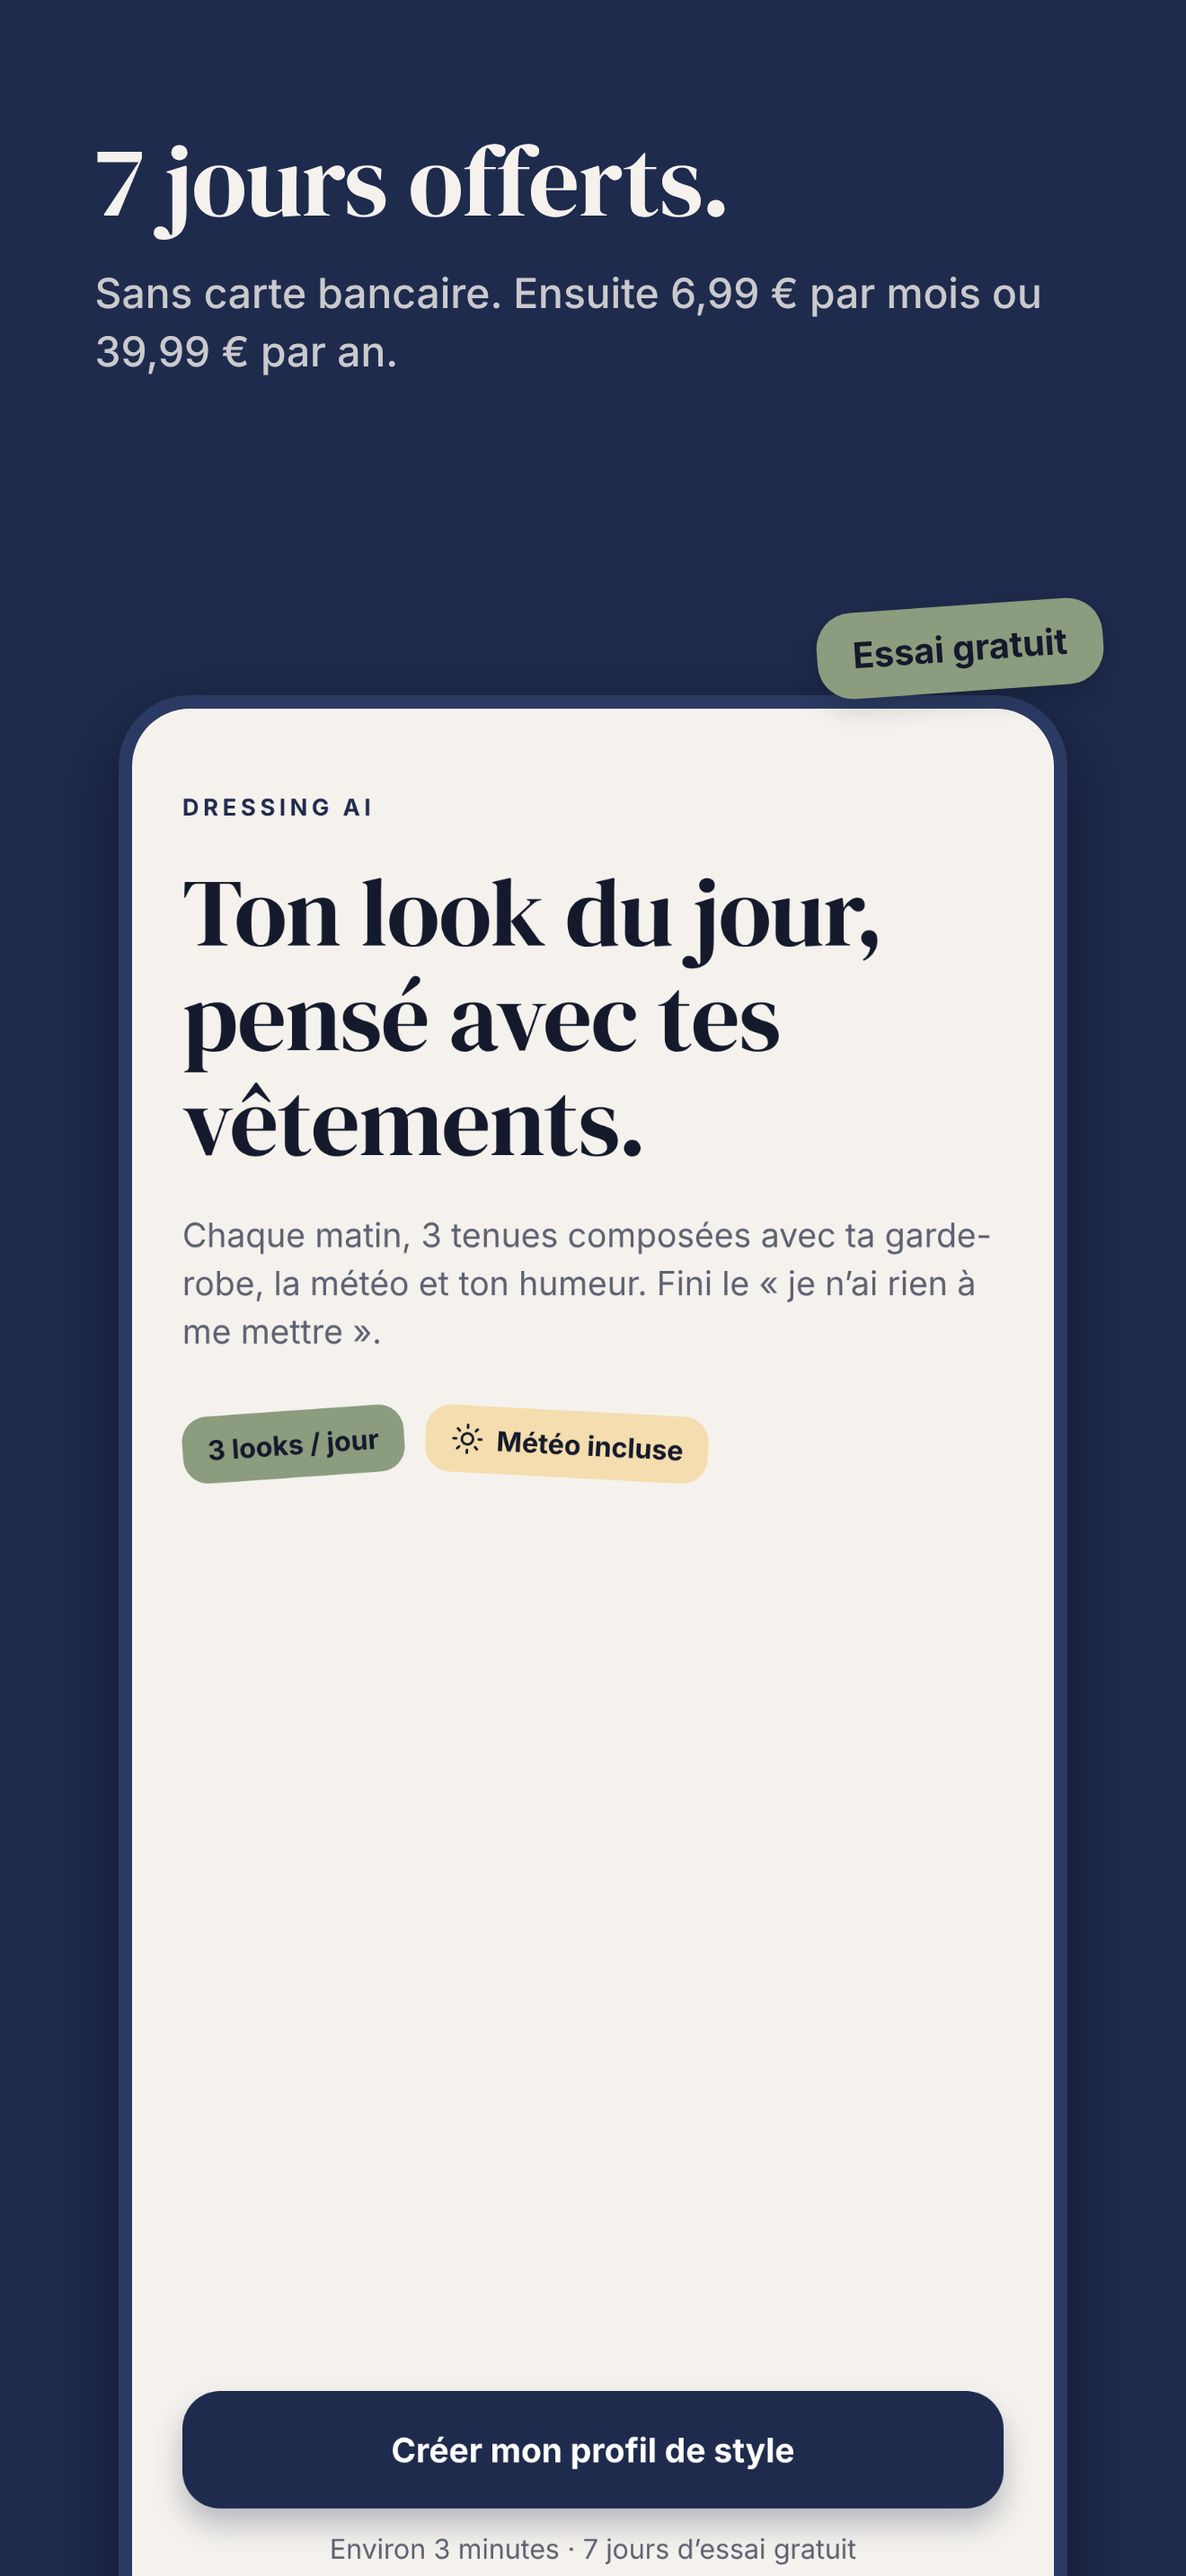 7 jours offerts.
Sans carte bancaire. Ensuite 6,99 € par mois ou
39,99 € par an.
Essai gratuit
DRESSING AI
Ton look du jour,
pensé avec tes
vêtements.
Chaque matin, 3 tenues composées avec ta garde-
robe, la météo et ton humeur. Fini le « je n’ai rien à
me mettre ».
3 looks / jour
Météo incluse
Créer mon profil de style
Environ 3 minutes · 7 jours d’essai gratuit